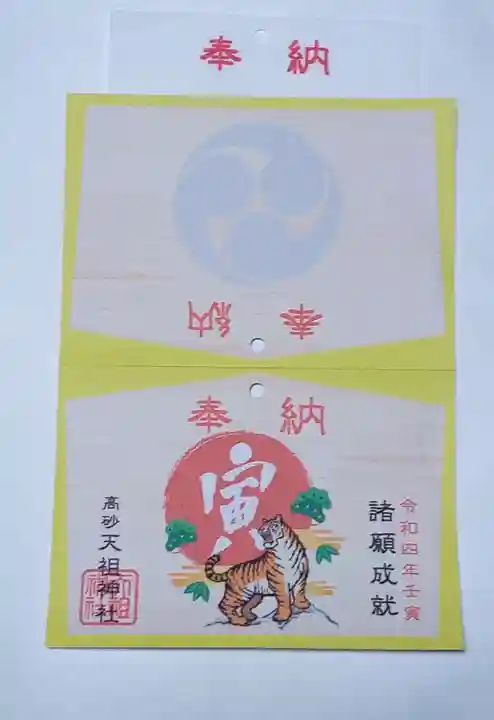 奉納
奉納
奉納
寅
令和四年壬寅
諸願成就
高砂天祖神社